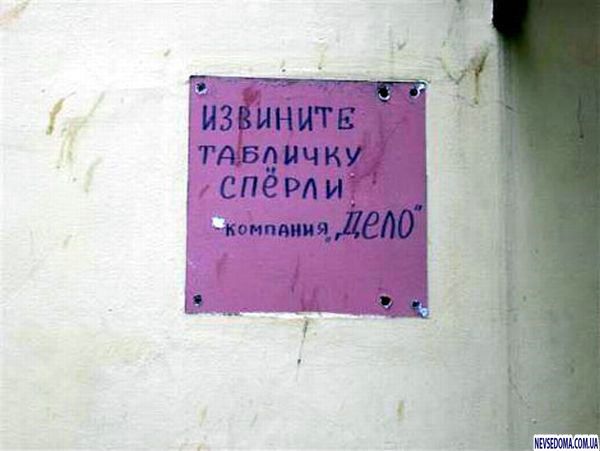 ИЗВИНИТЕ
ТАБЛИЧКУ
СПЁРЛИ
КОМПАНИЯ „ДЕЛО"
NEVSEDOMA.COM.UA